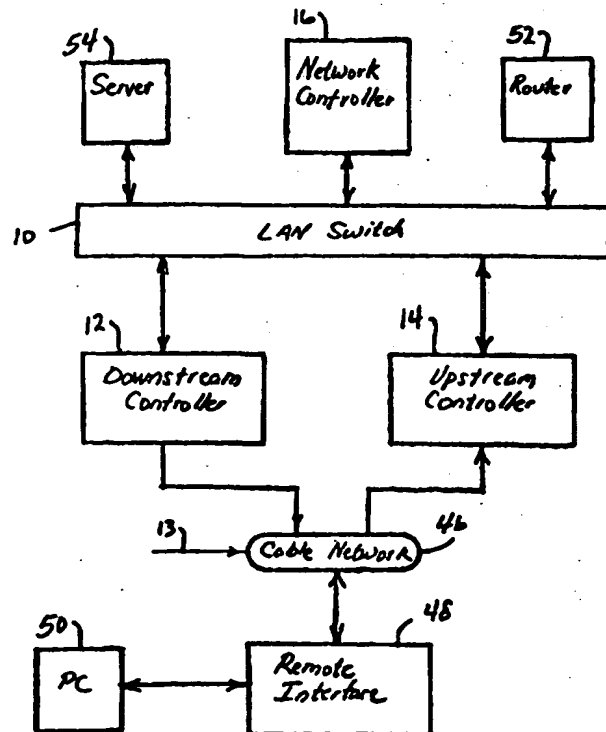 54
16
52
Server
Network
Controller
Router
10
LAN Switch
12
14
Downstream
Controller
Upstream
Controller
13
Cable Network
46
50
48
PC
Remote
Interface